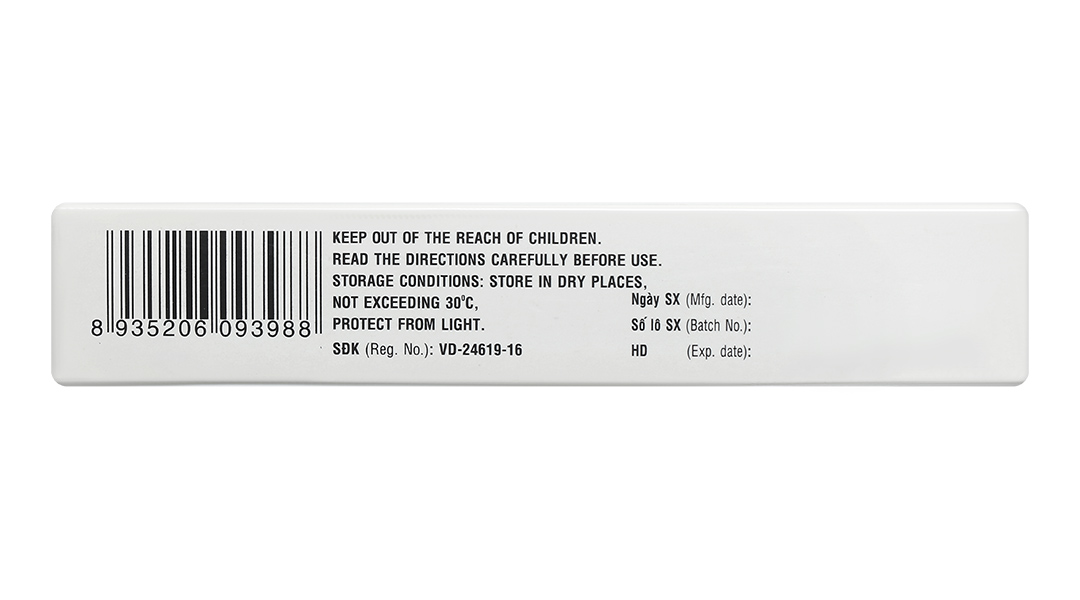 KEEP OUT OF THE REACH OF CHILDREN.
READ THE DIRECTIONS CAREFULLY BEFORE USE.
STORAGE CONDITIONS: STORE IN DRY PLACES,
NOT EXCEEDING 30°C,
PROTECT FROM LIGHT.
SĐK (Reg. No.): VD-24619-16
8 935206 093988
Ngày SX (Mfg. date):
Số lô SX (Batch No.):
HD (Exp. date):